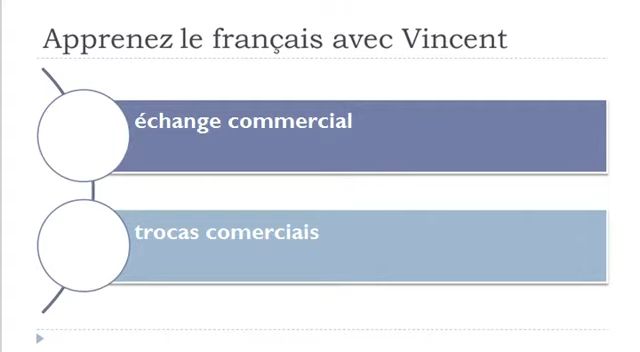 Apprenez le français avec Vincent
échange commercial
trocas comerciais